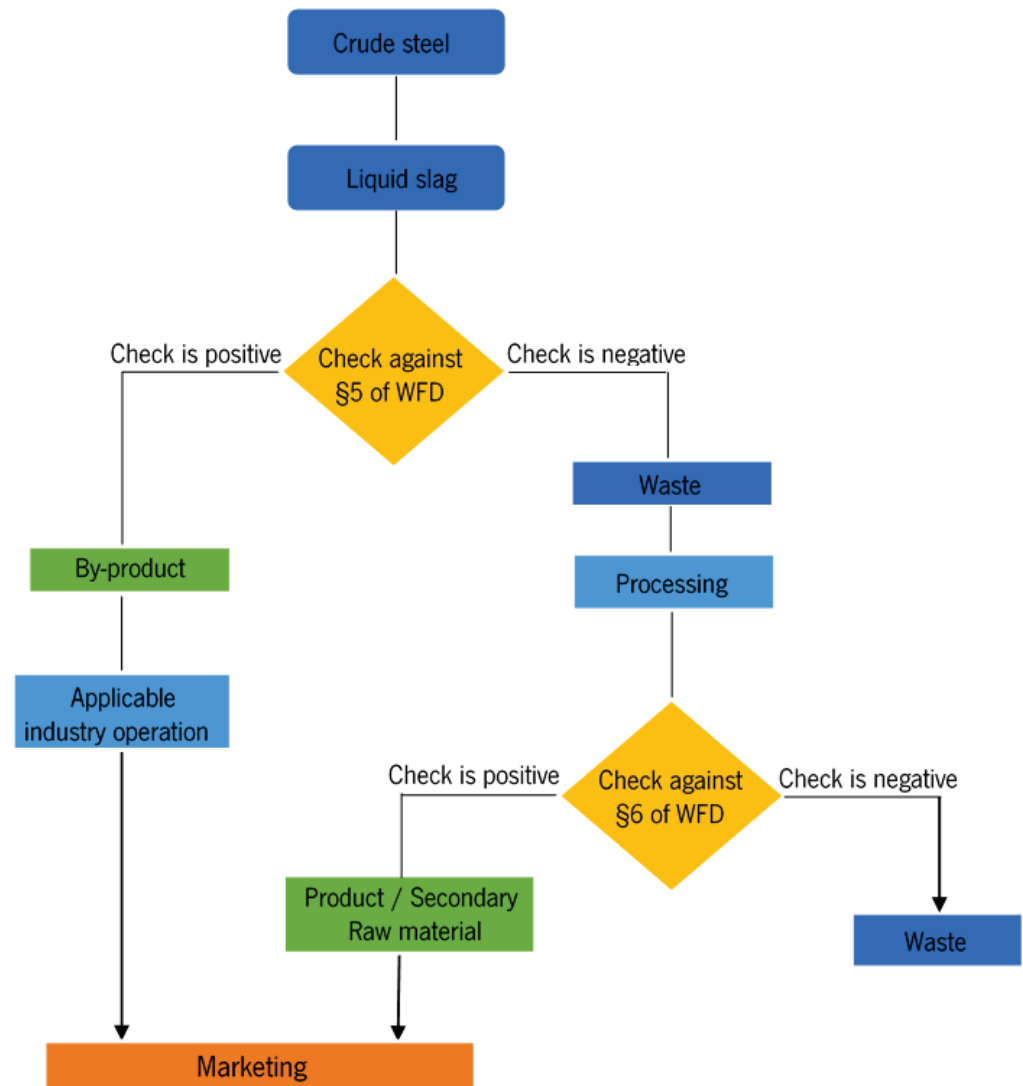 Crude steel
Liquid slag
Check is positive
Check against
§5 of WFD
Check is negative
Waste
By-product
Processing
Applicable
industry operation
Check is positive
Check against
§6 of WFD
Check is negative
Product / Secondary
Raw material
Waste
Marketing